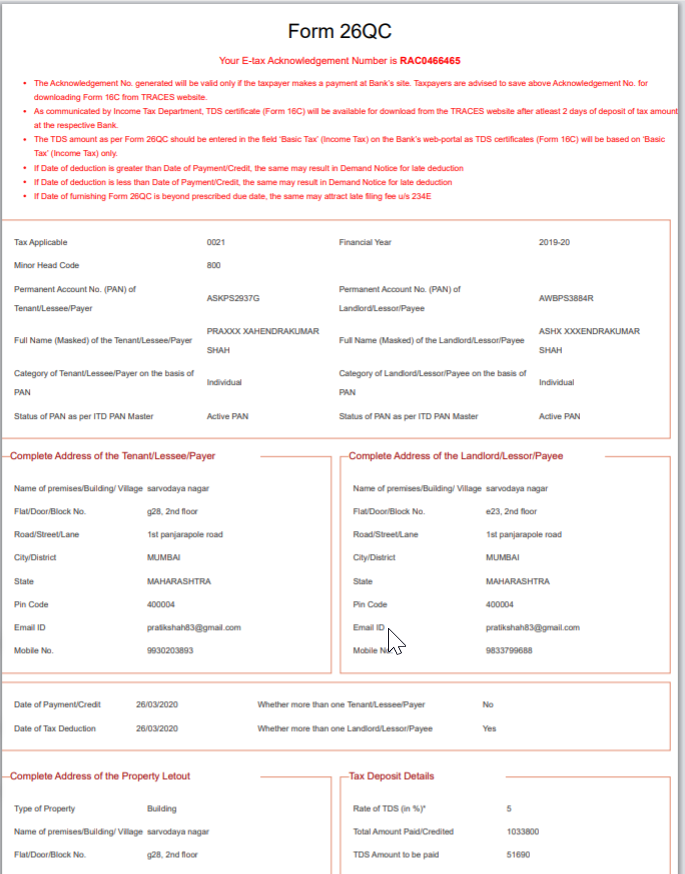 Form 26QC
Your E-tax Acknowledgement Number is RAC0466465
• The Acknowledgement No. generated will be valid only if the taxpayer makes a payment at Bank's site. Taxpayers are advised to save above Acknowledgement No. for
downloading Form 16C from TRACES website.
• As communicated by Income Tax Department, TDS certificate (Form 16C) will be available for download from the TRACES website after atleast 2 days of deposit of tax amount
at the respective Bank.
• The TDS amount as per Form 26QC should be entered in the field 'Basic Tax' (Income Tax) on the Bank's web-portal as TDS certificates (Form 16C) will be based on 'Basic
Tax' (Income Tax) only.
• If Date of deduction is greater than Date of Payment/Credit, the same may result in Demand Notice for late deduction
• If Date of deduction is less than Date of Payment/Credit, the same may result in Demand Notice for late deduction
• If Date of furnishing Form 26QC is beyond prescribed due date, the same may attract late filing fee u/s 234E
Tax Applicable 0021 Financial Year 2019-20
Minor Head Code 800
Permanent Account No. (PAN) of Tenant/Lessee/Payer ASKPS2937G Permanent Account No. (PAN) of Landlord/Lessor/Payee AWBPS3884R
Full Name (Masked) of the Tenant/Lessee/Payer PRAXXX XAHENDRAKUMAR SHAH Full Name (Masked) of the Landlord/Lessor/Payee ASHX XXXENDRAKUMAR SHAH
Category of Tenant/Lessee/Payer on the basis of PAN Individual Category of Landlord/Lessor/Payee on the basis of PAN Individual
Status of PAN as per ITD PAN Master Active PAN Status of PAN as per ITD PAN Master Active PAN
Complete Address of the Tenant/Lessee/Payer
Name of premises/Building/ Village sarvodaya nagar
Flat/Door/Block No. g28, 2nd floor
Road/Street/Lane 1st panjarapole road
City/District MUMBAI
State MAHARASHTRA
Pin Code 400004
Email ID pratikshah83@gmail.com
Mobile No. 9930203893
Complete Address of the Landlord/Lessor/Payee
Name of premises/Building/ Village sarvodaya nagar
Flat/Door/Block No. e23, 2nd floor
Road/Street/Lane 1st panjarapole road
City/District MUMBAI
State MAHARASHTRA
Pin Code 400004
Email ID pratikshah83@gmail.com
Mobile 9833799688
Date of Payment/Credit 26/03/2020 Whether more than one Tenant/Lessee/Payer No
Date of Tax Deduction 26/03/2020 Whether more than one Landlord/Lessor/Payee Yes
Complete Address of the Property Letout
Type of Property Building
Name of premises/Building/ Village sarvodaya nagar
Flat/Door/Block No. g28, 2nd floor
Tax Deposit Details
Rate of TDS (in %)* 5
Total Amount Paid/Credited 1033800
TDS Amount to be paid 51690